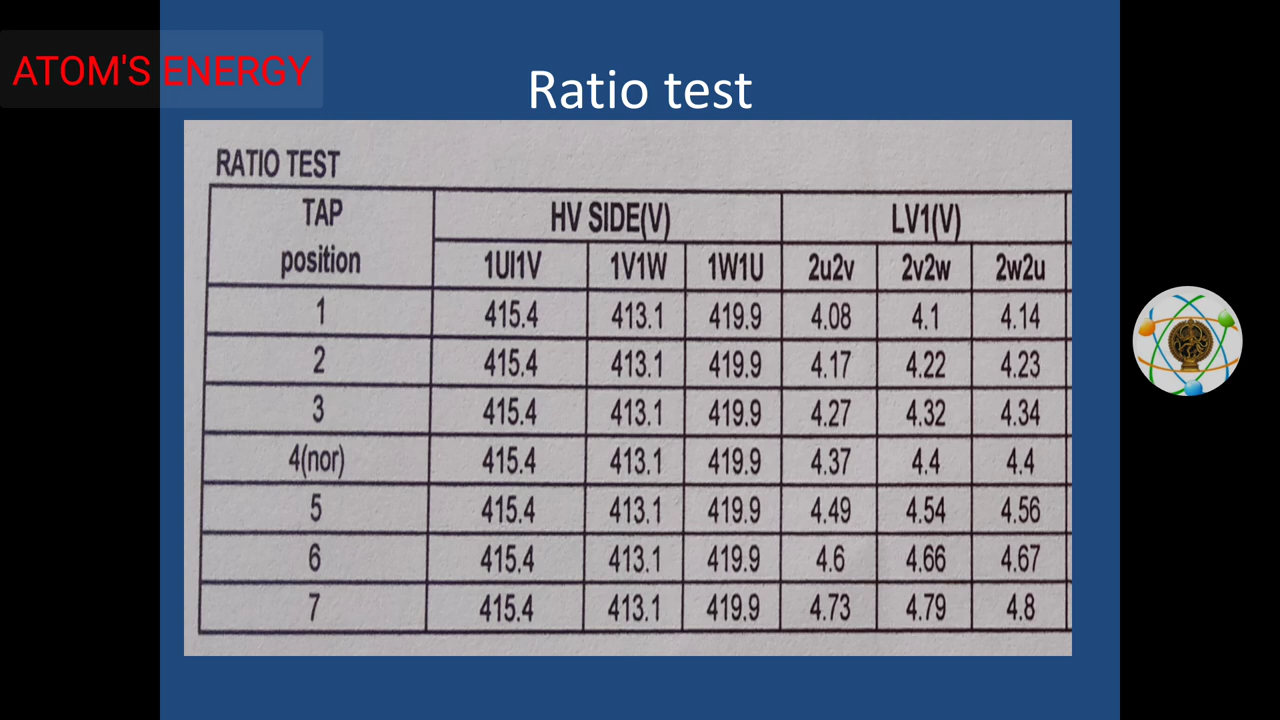 ATOM'S ENERGY
Ratio test
RATIO TEST
TAP position HV SIDE(V) LV1(V)
1UI1V 1V1W 1W1U 2u2v 2v2w 2w2u
1 415.4 413.1 419.9 4.08 4.1 4.14
2 415.4 413.1 419.9 4.17 4.22 4.23
3 415.4 413.1 419.9 4.27 4.32 4.34
4(nor) 415.4 413.1 419.9 4.37 4.4 4.4
5 415.4 413.1 419.9 4.49 4.54 4.56
6 415.4 413.1 419.9 4.6 4.66 4.67
7 415.4 413.1 419.9 4.73 4.79 4.8